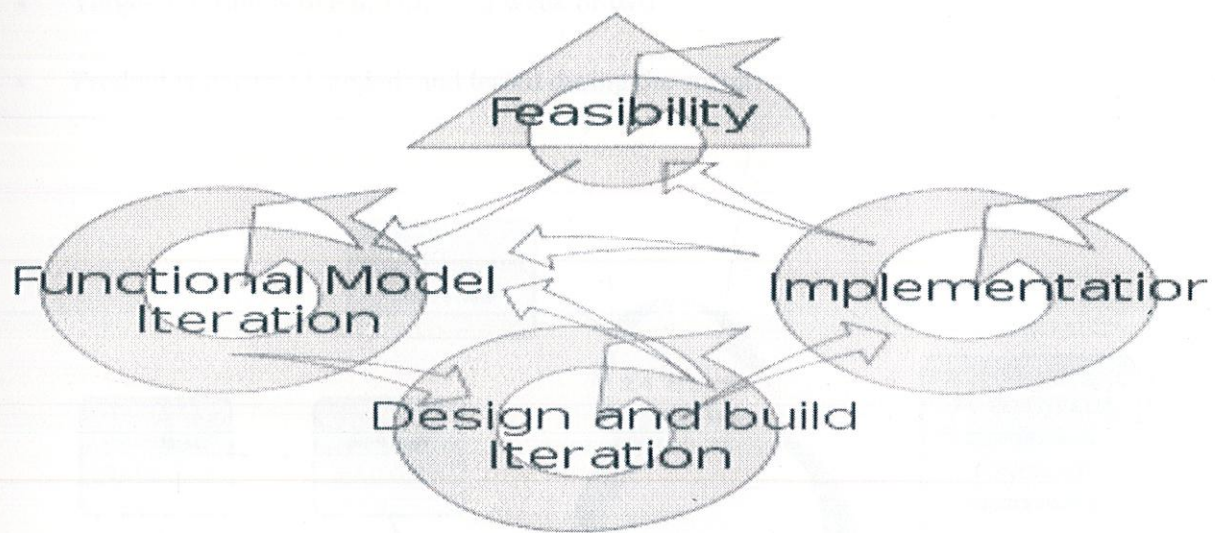 Feasibility
Functional Model
Iteration
Implementatior
Design and build
Iteration